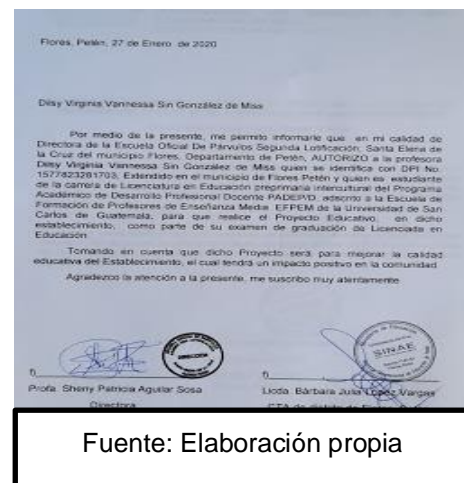 Flores, Petén, 27 de Enero de 2020
Dilsy Virginia Vannessa Sin González de Miss
Por medio de la presente, me permito informarle que en mi calidad de
Directora de la Escuela Oficial De Párvulos Segunda Lotificación, Santa Elena de
la Cruz del municipio Flores, Departamento de Petén, AUTORIZO a la profesora
Dilsy Virginia Vannessa Sin González de Miss quien se identifica con DPI No.
1577823281703, Extendido en el municipio de Flores Petén y quien es estudiante
de la carrera de Licenciatura en Educación preprimaria intercultural del Programa
Académico de Desarrollo Profesional Docente PADEP/D, adscrito a la Escuela de
Formación de Profesores de Enseñanza Media EFPEM de la Universidad de San
Carlos de Guatemala, para que realice el Proyecto Educativo, en dicho
establecimiento, como parte de su examen de graduación de Licenciada en
Educación
Tomando en cuenta que dicho Proyecto será para mejorar la calidad
educativa del Establecimiento, el cual tendrá un impacto positivo en la comunidad
Agradezco la atención a la presente, me suscribo muy atentamente
DIRECCION
SINAE
f)
f)
Profa. Sheny Patricia Aguilar Sosa
Licda. Bárbara Julia López Vargas
Directora
CTA de distrito de Flores
Fuente: Elaboración propia